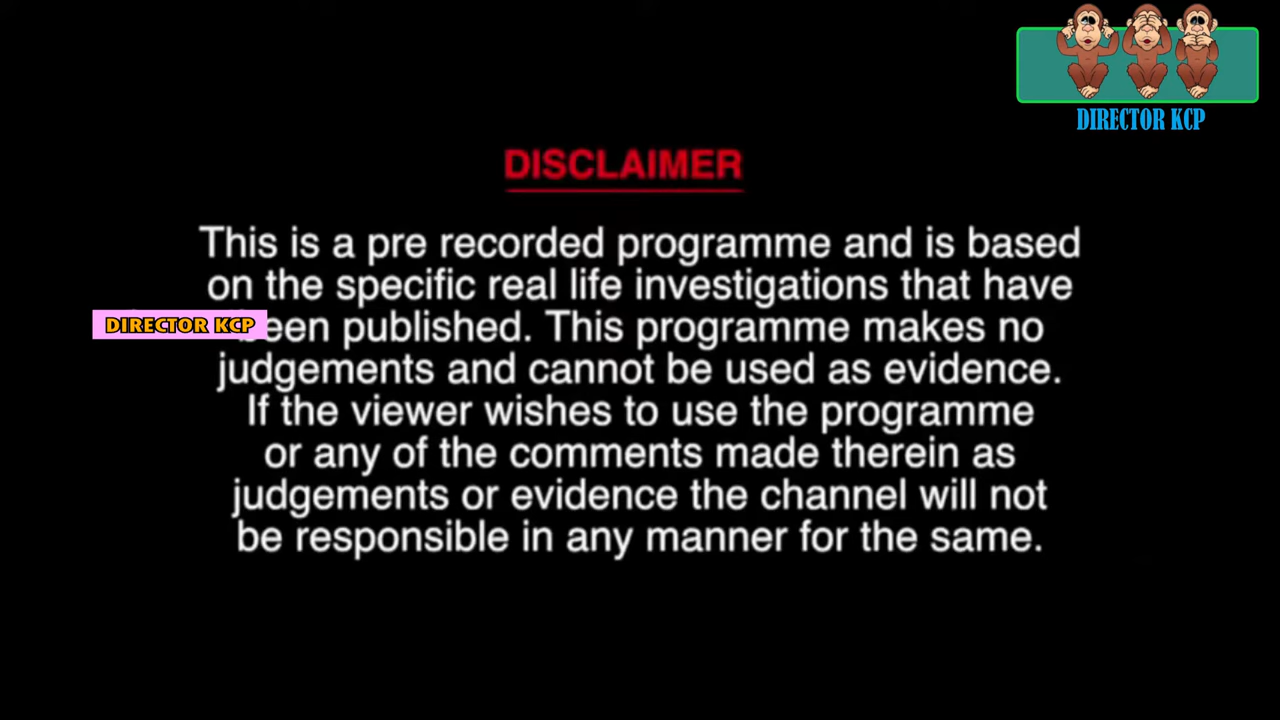 DIRECTOR KCP
DISCLAIMER
This is a pre recorded programme and is based
on the specific real life investigations that have
DIRECTOR KCP
been published. This programme makes no
judgements and cannot be used as evidence.
If the viewer wishes to use the programme
or any of the comments made therein as
judgements or evidence the channel will not
be responsible in any manner for the same.